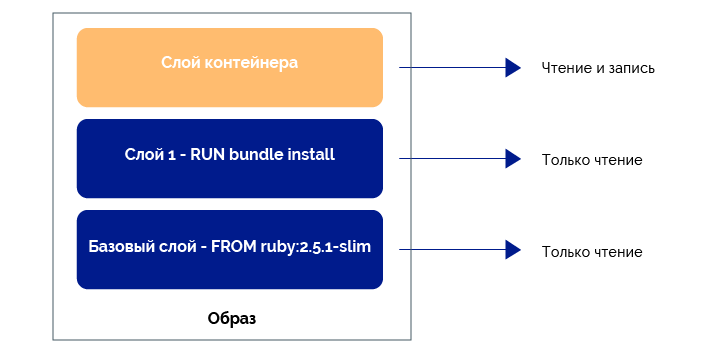 Слой контейнера
Чтение и запись
Слой 1 - RUN bundle install
Только чтение
Базовый слой - FROM ruby:2.5.1-slim
Только чтение
Образ